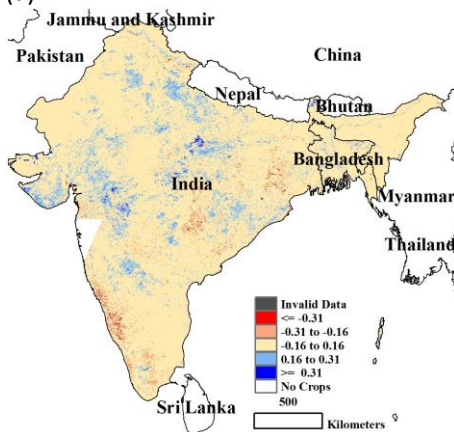 Jammu and Kashmir
Pakistan
China
Nepal
Bhutan
Bangladesh
India
Myanmar
Thailand
Invalid Data
<= -0.31
-0.31 to -0.16
-0.16 to 0.16
0.16 to 0.31
>= 0.31
No Crops
500
Sri Lanka
Kilometers